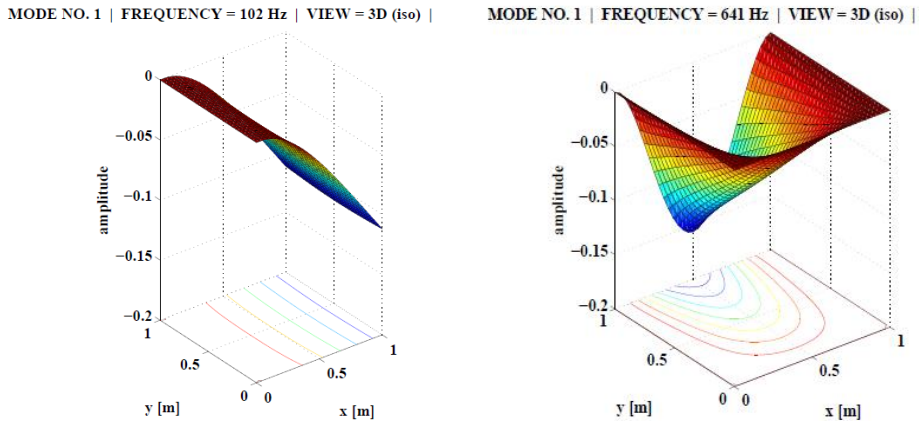 MODE NO. 1 | FREQUENCY = 102 Hz | VIEW = 3D (iso) |
0
−0.05
−0.1
−0.15
−0.2
amplitude
1
0.5
0
y [m]
0
0.5
1
x [m]
MODE NO. 1 | FREQUENCY = 641 Hz | VIEW = 3D (iso) |
0
−0.05
−0.1
−0.15
−0.2
amplitude
1
0.5
0
y [m]
0
0.5
1
x [m]